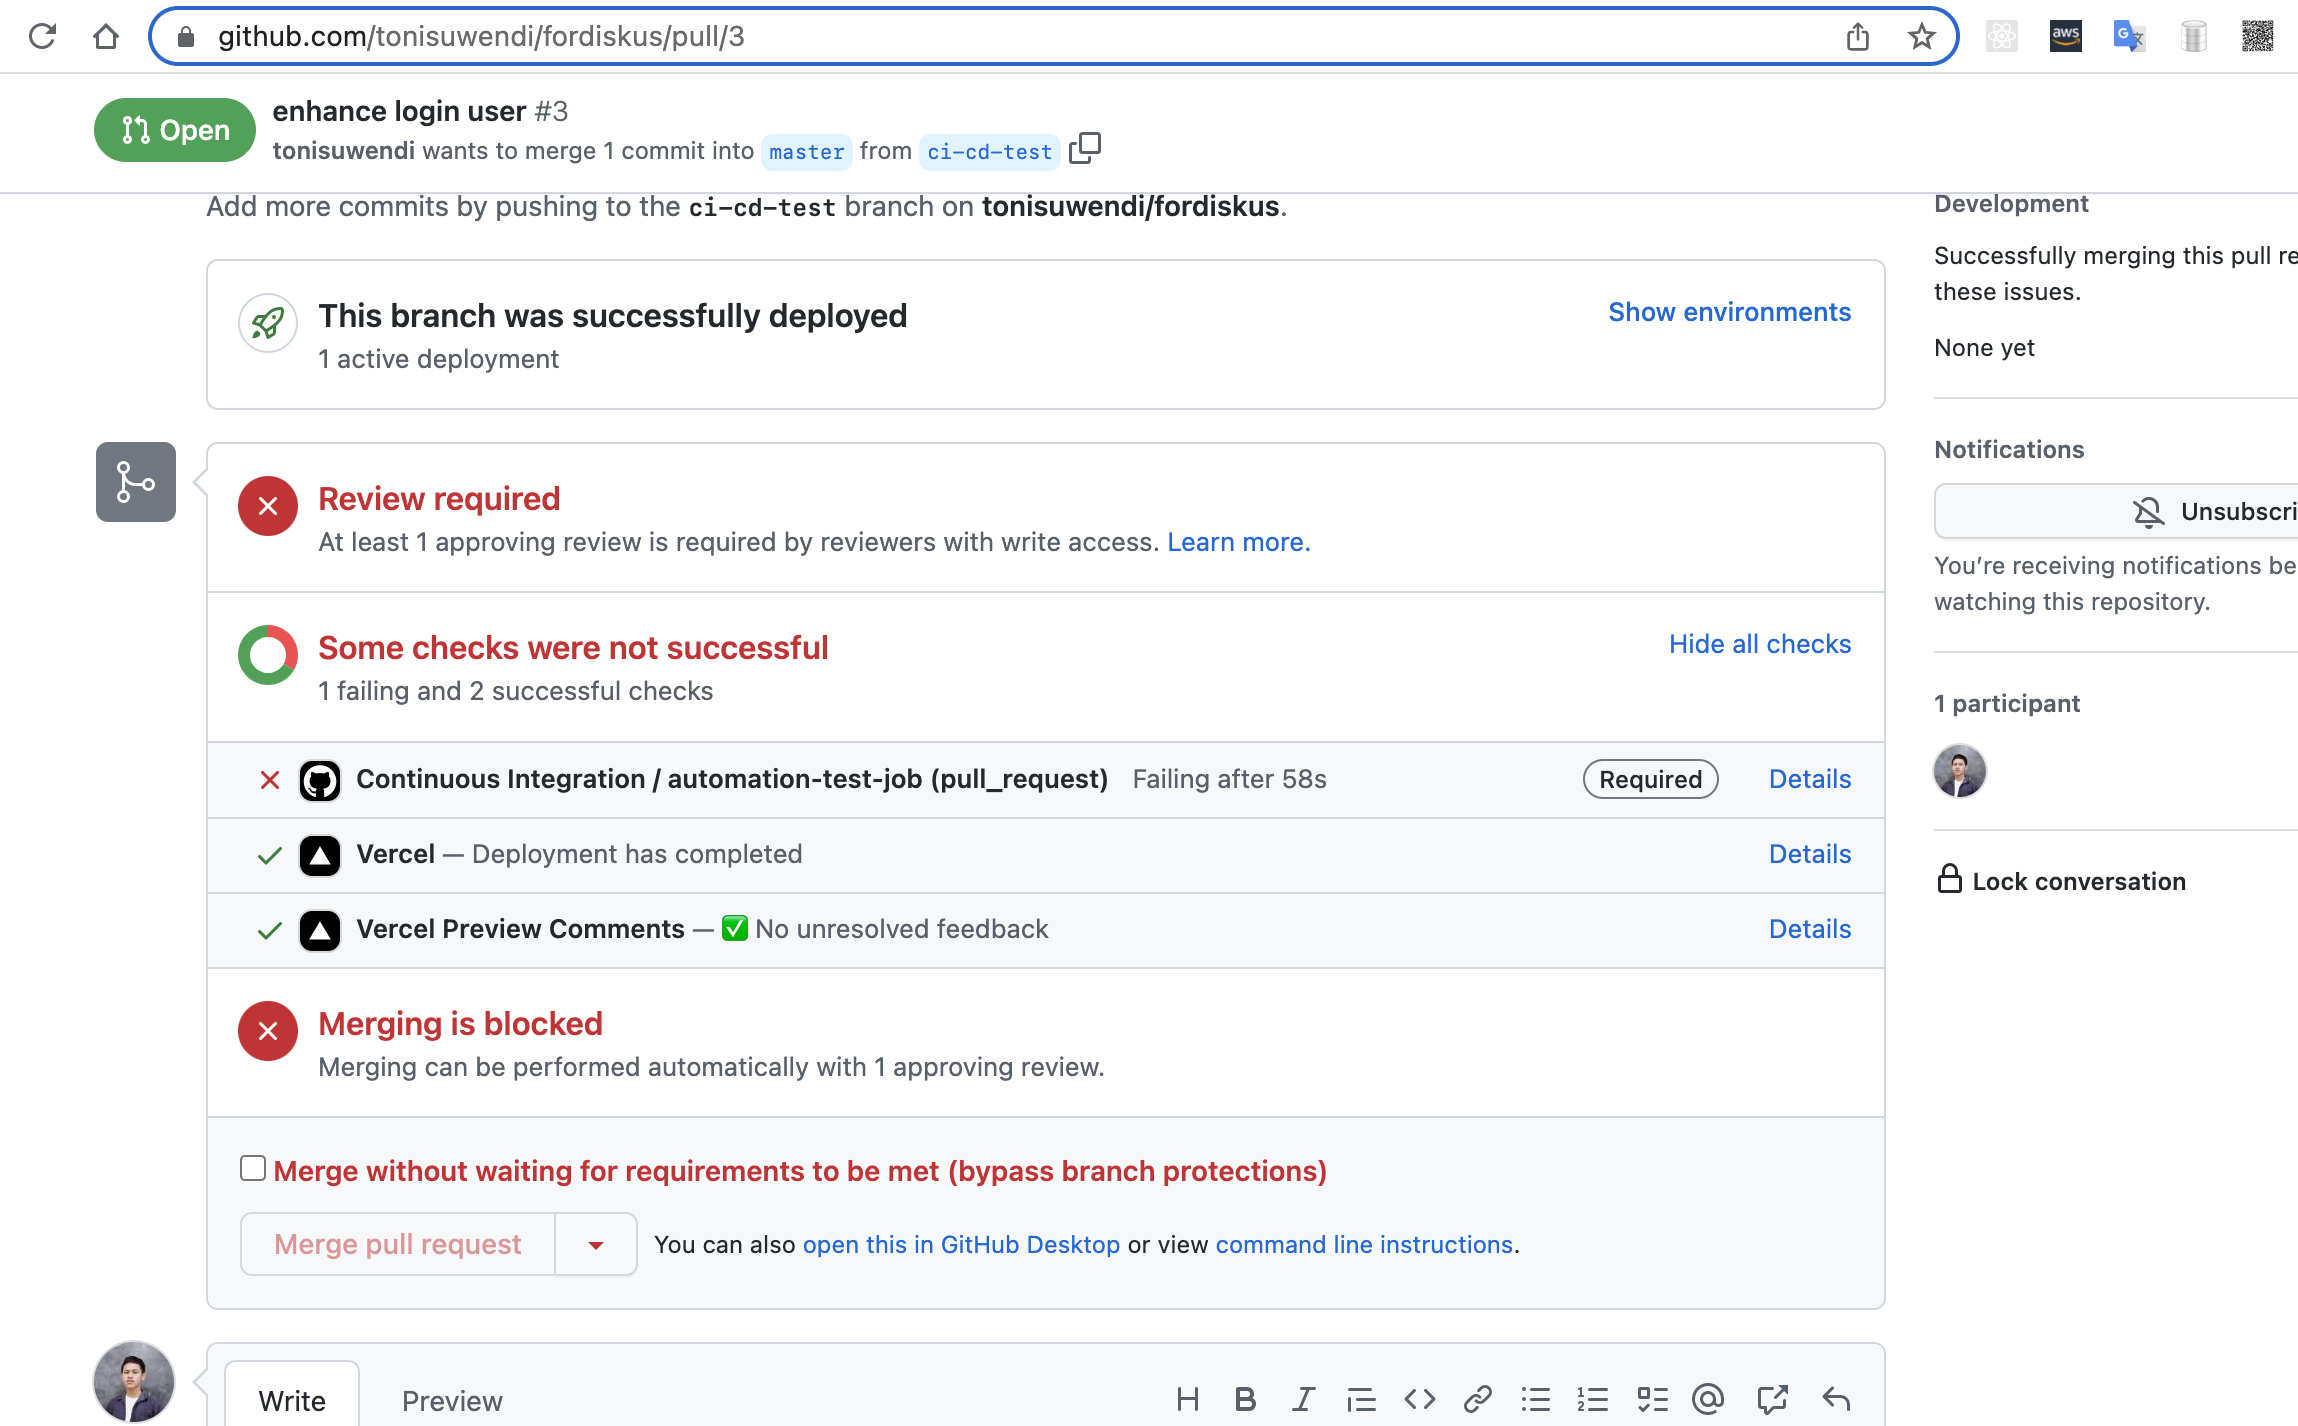 github.com/tonisuwendi/fordiskus/pull/3
aws
Open
enhance login user #3
tonisuwendi wants to merge 1 commit into master from ci-cd-test
Add more commits by pushing to the ci-cd-test branch on tonisuwendi/fordiskus.
This branch was successfully deployed
1 active deployment
Show environments
Review required
At least 1 approving review is required by reviewers with write access. Learn more.
Some checks were not successful
1 failing and 2 successful checks
Hide all checks
Continuous Integration / automation-test-job (pull_request) Failing after 58s Required Details
Vercel — Deployment has completed Details
Vercel Preview Comments — ✅ No unresolved feedback Details
Merging is blocked
Merging can be performed automatically with 1 approving review.
Merge without waiting for requirements to be met (bypass branch protections)
Merge pull request
You can also open this in GitHub Desktop or view command line instructions.
Write Preview
Development
Successfully merging this pull re
these issues.
None yet
Notifications
Unsubscri
You’re receiving notifications be
watching this repository.
1 participant
Lock conversation